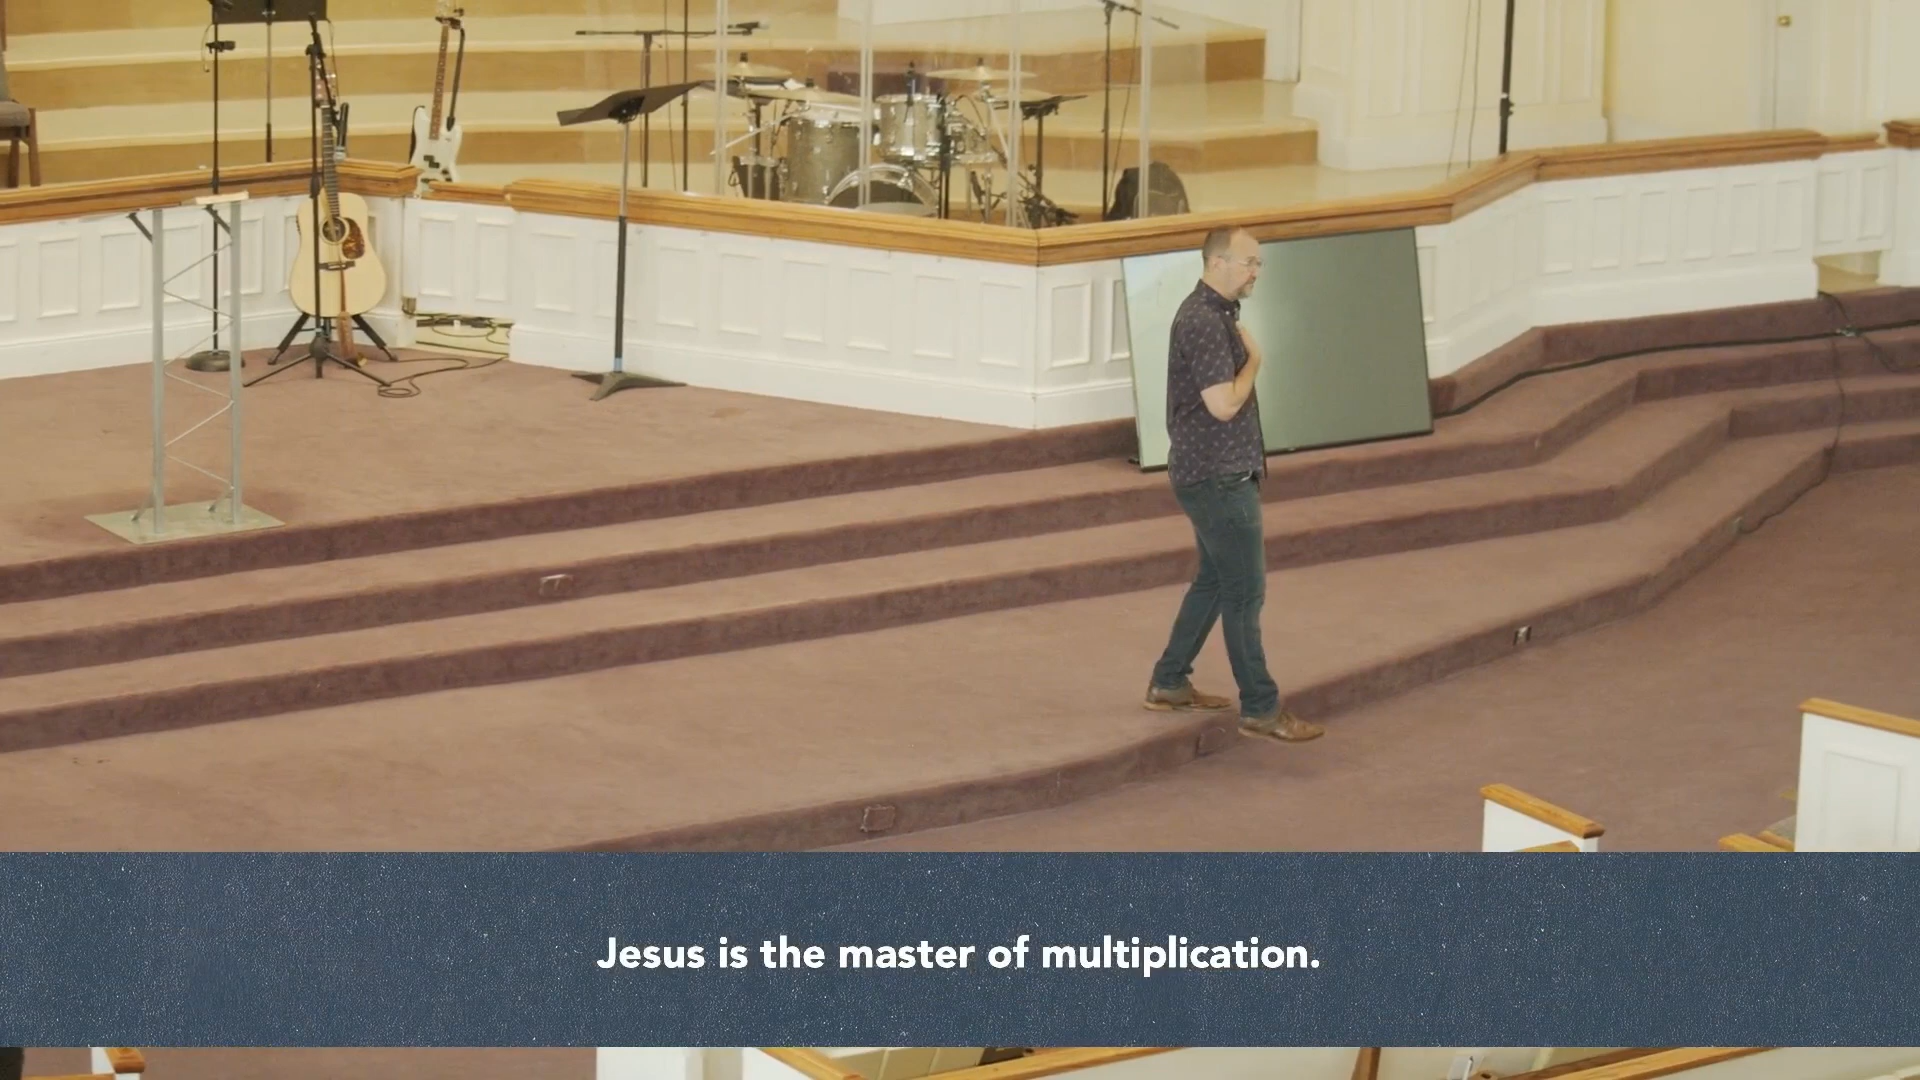 Jesus is the master of multiplication.